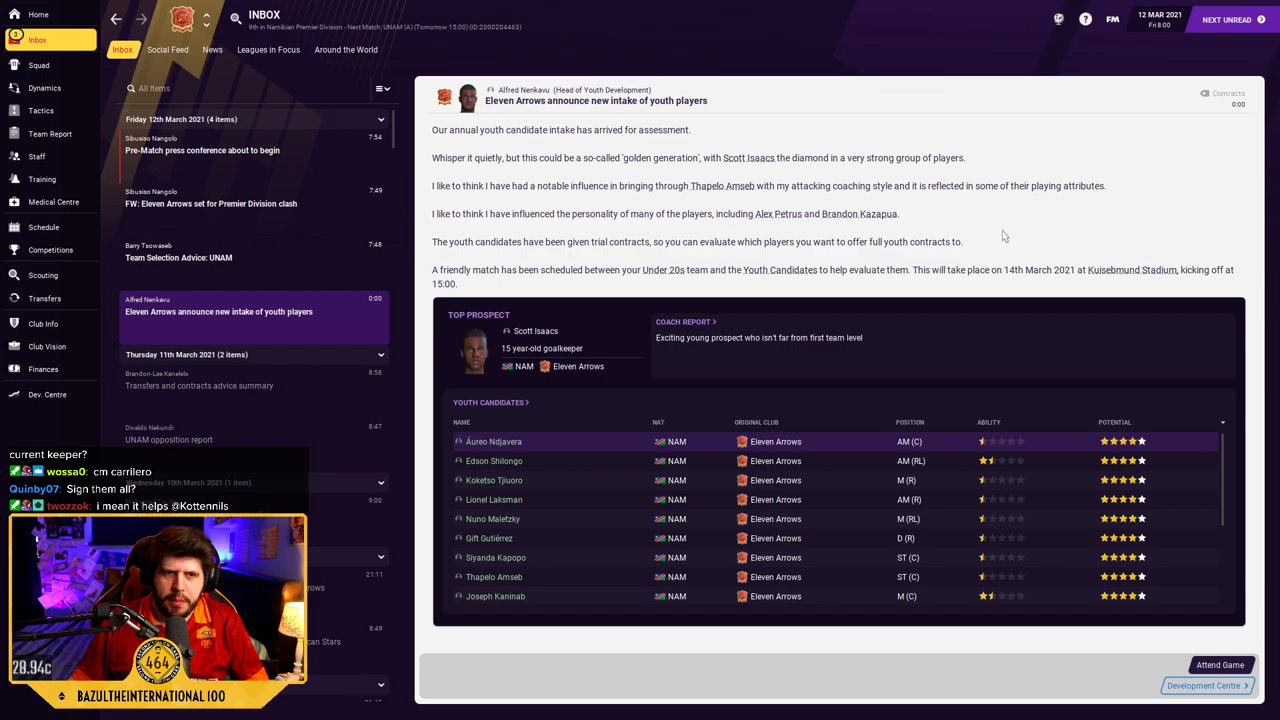 Home
3
Inbox
Squad
Dynamics
Tactics
Team Report
Staff
Training
Medical Centre
Schedule
Competitions
Scouting
Transfers
Club Info
Club Vision
Finances
Dev. Centre
INBOX
9th in Namibian Premier Division - Next Match: UNAM (A) (Tomorrow 15:00) (ID:2000204463)
FM
12 MAR 2021
Fri 8:00
NEXT UNREAD
Inbox
Social Feed
News
Leagues in Focus
Around the World
All Items
Friday 12th March 2021 (4 items)
Sibusiso Nangolo
7:54
Pre-Match press conference about to begin
Sibusiso Nangolo
7:49
FW: Eleven Arrows set for Premier Division clash
Barry Tsowaseb
7:48
Team Selection Advice: UNAM
Alfred Nenkavu
0:00
Eleven Arrows announce new intake of youth players
Thursday 11th March 2021 (2 items)
Brandon-Lee Kanelelo
8:58
Transfers and contracts advice summary
Divaldo Nekundi
8:47
UNAM opposition report
Wednesday 10th March 2021 (1 item)
9:00
21:11
rows
8:49
can Stars
current keeper?
wossa0: cm carrilero
Quinby07: Sign them all?
twozzok: i mean it helps @Kottennils
28.94c
464
BAZULTHEINTERNATIONAL 100
Alfred Nenkavu (Head of Youth Development)
Eleven Arrows announce new intake of youth players
Contracts
0:00
Our annual youth candidate intake has arrived for assessment.
Whisper it quietly, but this could be a so-called 'golden generation', with Scott Isaacs the diamond in a very strong group of players.
I like to think I have had a notable influence in bringing through Thapelo Amseb with my attacking coaching style and it is reflected in some of their playing attributes.
I like to think I have influenced the personality of many of the players, including Alex Petrus and Brandon Kazapua.
The youth candidates have been given trial contracts, so you can evaluate which players you want to offer full youth contracts to.
A friendly match has been scheduled between your Under 20s team and the Youth Candidates to help evaluate them. This will take place on 14th March 2021 at Kuisebmund Stadium, kicking off at
15:00.
TOP PROSPECT
Scott Isaacs
15 year-old goalkeeper
NAM Eleven Arrows
COACH REPORT
Exciting young prospect who isn't far from first team level
YOUTH CANDIDATES
NAME NAT ORIGINAL CLUB POSITION ABILITY POTENTIAL
Áureo Ndjavera NAM Eleven Arrows AM (C)
Edson Shilongo NAM Eleven Arrows AM (RL)
Koketso Tjiuoro NAM Eleven Arrows M (R)
Lionel Laksman NAM Eleven Arrows AM (R)
Nuno Maletzky NAM Eleven Arrows M (RL)
Gift Gutiérrez NAM Eleven Arrows D (R)
Siyanda Kapopo NAM Eleven Arrows ST (C)
Thapelo Amseb NAM Eleven Arrows ST (C)
Joseph Kaninab NAM Eleven Arrows M (C)
Attend Game
Development Centre